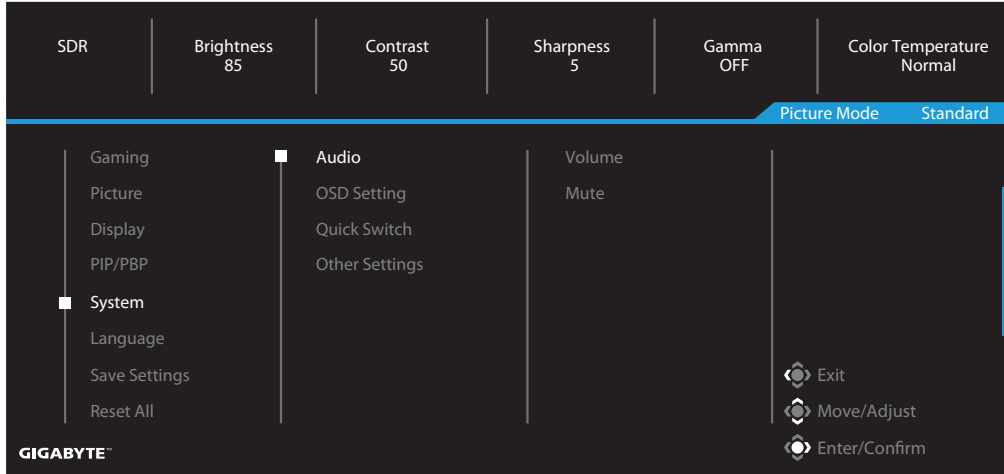 SDR
Brightness
85
Contrast
50
Sharpness
5
Gamma
OFF
Color Temperature
Normal
Picture Mode Standard
Gaming
Picture
Display
PIP/PBP
System
Language
Save Settings
Reset All
Audio
OSD Setting
Quick Switch
Other Settings
Volume
Mute
Exit
Move/Adjust
Enter/Confirm
GIGABYTE™